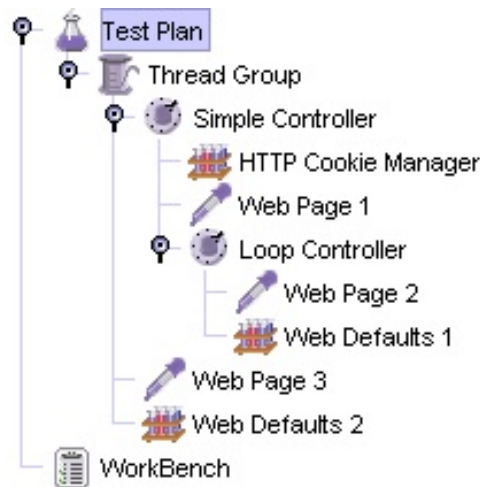 Test Plan
Thread Group
Simple Controller
HTTP Cookie Manager
Web Page 1
Loop Controller
Web Page 2
Web Defaults 1
Web Page 3
Web Defaults 2
WorkBench